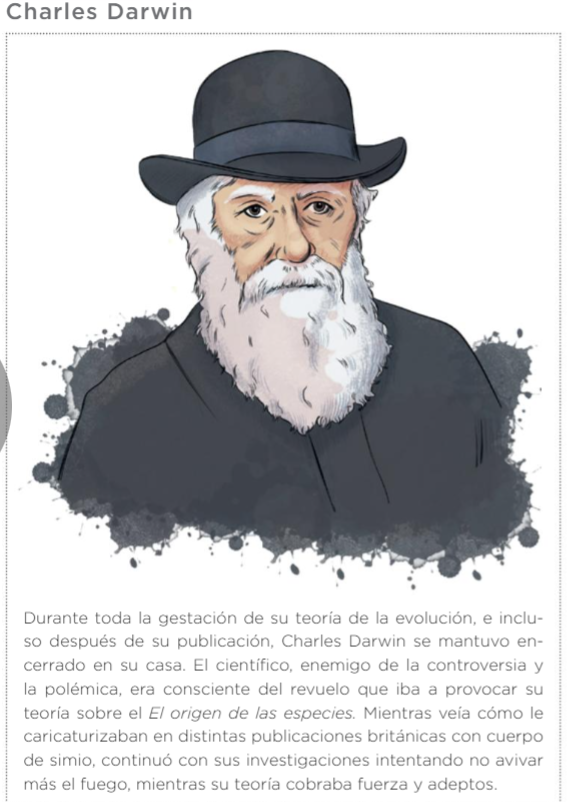 Charles Darwin
Durante toda la gestación de su teoría de la evolución, e inclu-
so después de su publicación, Charles Darwin se mantuvo en-
cerrado en su casa. El científico, enemigo de la controversia y
la polémica, era consciente del revuelo que iba a provocar su
teoría sobre el El origen de las especies. Mientras veía cómo le
caricaturizaban en distintas publicaciones británicas con cuerpo
de simio, continuó con sus investigaciones intentando no avivar
más el fuego, mientras su teoría cobraba fuerza y adeptos.